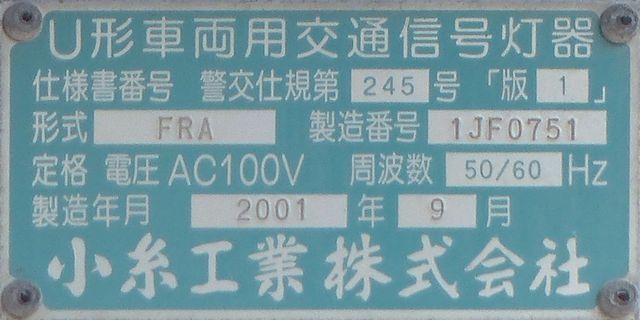 U形車両用交通信号灯器
仕様書番号 警交仕規第 245 号 「版 1 」
形式 FRA 製造番号 1JF0751
定格 電圧 AC100V 周波数 50/60 Hz
製造年月 2001 年 9 月
小糸工業株式会社